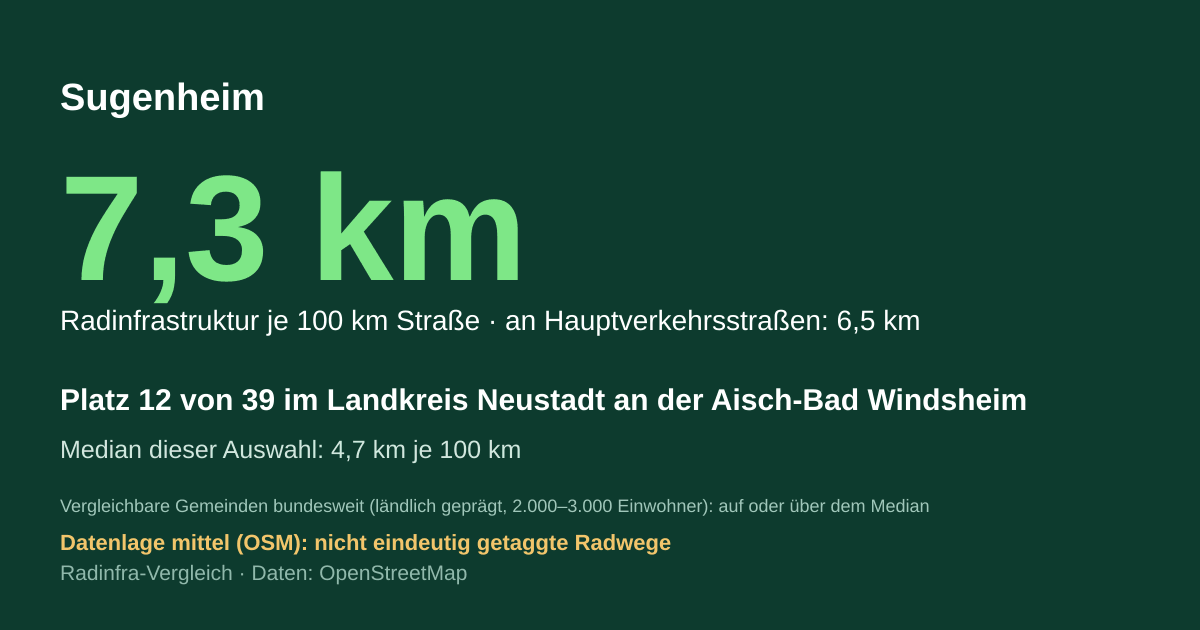 Sugenheim
7,3 km
Radinfrastruktur je 100 km Straße · an Hauptverkehrsstraßen: 6,5 km
Platz 12 von 39 im Landkreis Neustadt an der Aisch-Bad Windsheim
Median dieser Auswahl: 4,7 km je 100 km
Vergleichbare Gemeinden bundesweit (ländlich geprägt, 2.000–3.000 Einwohner): auf oder über dem Median
Datenlage mittel (OSM): nicht eindeutig getaggte Radwege
Radinfra-Vergleich · Daten: OpenStreetMap